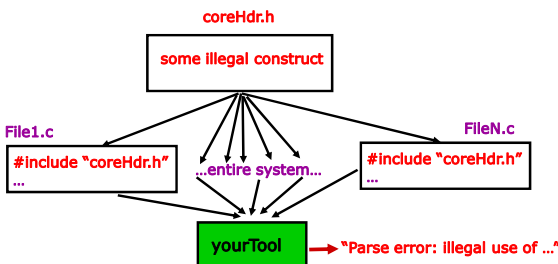 coreHdr.h
some illegal construct
File1.c
#include “coreHdr.h”
...
...entire system...
FileN.c
#include “coreHdr.h”
...
yourTool
“Parse error: illegal use of ...”